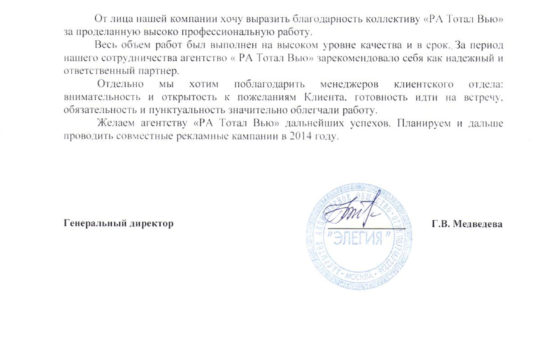 От лица нашей компании хочу выразить благодарность коллективу «РА Тотал Вью»
за проделанную высоко профессиональную работу.
Весь объем работ был выполнен на высоком уровне качества и в срок. За период
нашего сотрудничества агентство « РА Тотал Вью» зарекомендовало себя как надежный и
ответственный партнер.
Отдельно мы хотим поблагодарить менеджеров клиентского отдела:
внимательность и открытость к пожеланиям Клиента, готовность идти на встречу,
обязательность и пунктуальность значительно облегчали работу.
Желаем агентству «РА Тотал Вью» дальнейших успехов. Планируем и дальше
проводить совместные рекламные кампании в 2014 году.
Генеральный директор
"ЭЛЕГИЯ"
МОСКВА
Г.В. Медведева